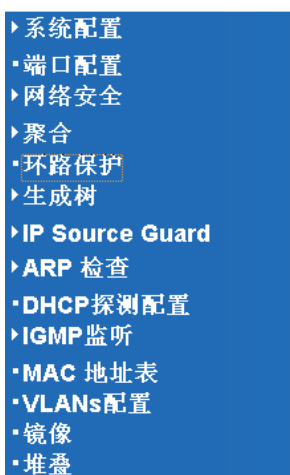 系统配置
端口配置
网络安全
聚合
环路保护
生成树
IP Source Guard
ARP 检查
DHCP探测配置
IGMP监听
MAC 地址表
VLANs配置
镜像
堆叠